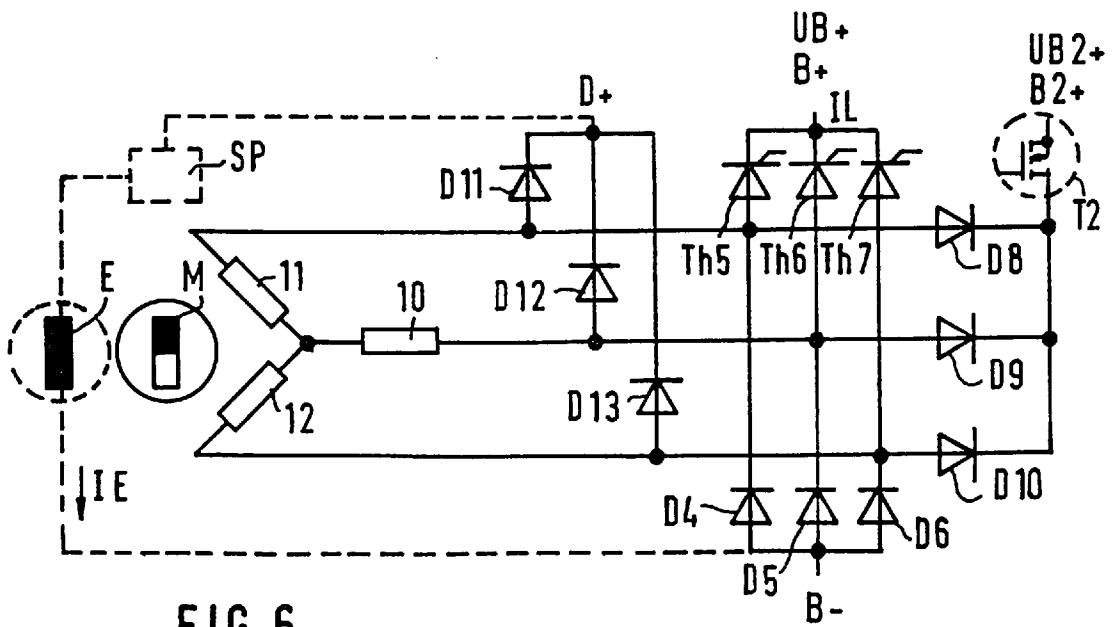 UB+
B+
UB2+
B2+
D+
IL
SP
D11
T2
Th5
Th6
Th7
D8
E
M
11
10
D12
D9
12
D13
IE
D10
D4
D6
D5
B-
FIG 6